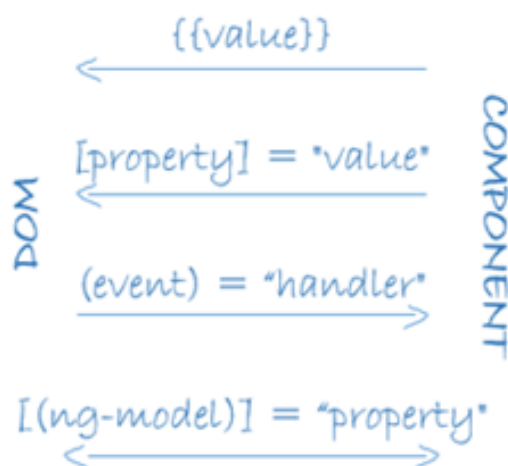 {{value}}
[property] = "value"
DOM
COMPONENT
(event) = "handler"
[(ng-model)] = "property"